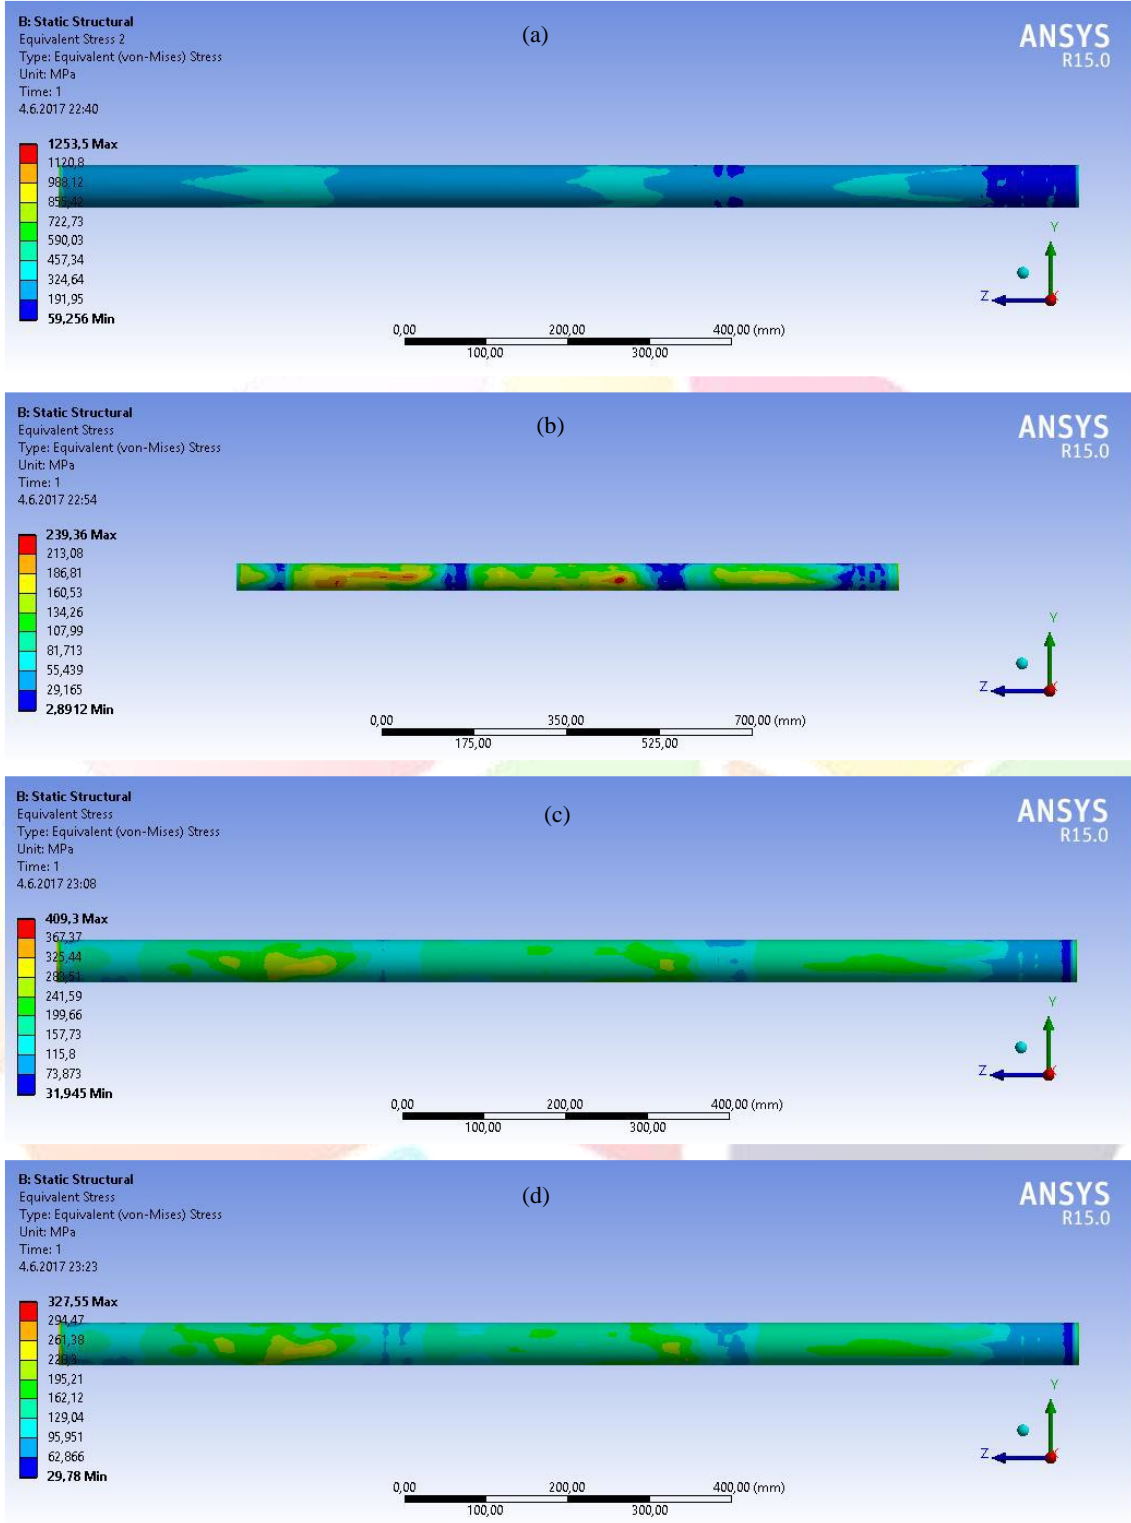 B: Static Structural
Equivalent Stress 2
Type: Equivalent (von-Mises) Stress
Unit: MPa
Time: 1
4.6.2017 22:40
(a)
ANSYS
R15.0
1253,5 Max
1120,8
988,12
855,42
722,73
590,03
457,34
324,64
191,95
59,256 Min
Y
Z
X
0,00 200,00 400,00 (mm)
100,00 300,00
B: Static Structural
Equivalent Stress
Type: Equivalent (von-Mises) Stress
Unit: MPa
Time: 1
4.6.2017 22:54
(b)
ANSYS
R15.0
239,36 Max
213,08
186,81
160,53
134,26
107,99
81,713
55,439
29,165
2,8912 Min
Y
Z
X
0,00 350,00 700,00 (mm)
175,00 525,00
B: Static Structural
Equivalent Stress
Type: Equivalent (von-Mises) Stress
Unit: MPa
Time: 1
4.6.2017 23:08
(c)
ANSYS
R15.0
409,3 Max
367,37
325,44
283,51
241,59
199,66
157,73
115,8
73,873
31,945 Min
Y
Z
X
0,00 200,00 400,00 (mm)
100,00 300,00
B: Static Structural
Equivalent Stress
Type: Equivalent (von-Mises) Stress
Unit: MPa
Time: 1
4.6.2017 23:23
(d)
ANSYS
R15.0
327,55 Max
294,47
261,38
228,3
195,21
162,12
129,04
95,951
62,866
29,78 Min
Y
Z
X
0,00 200,00 400,00 (mm)
100,00 300,00